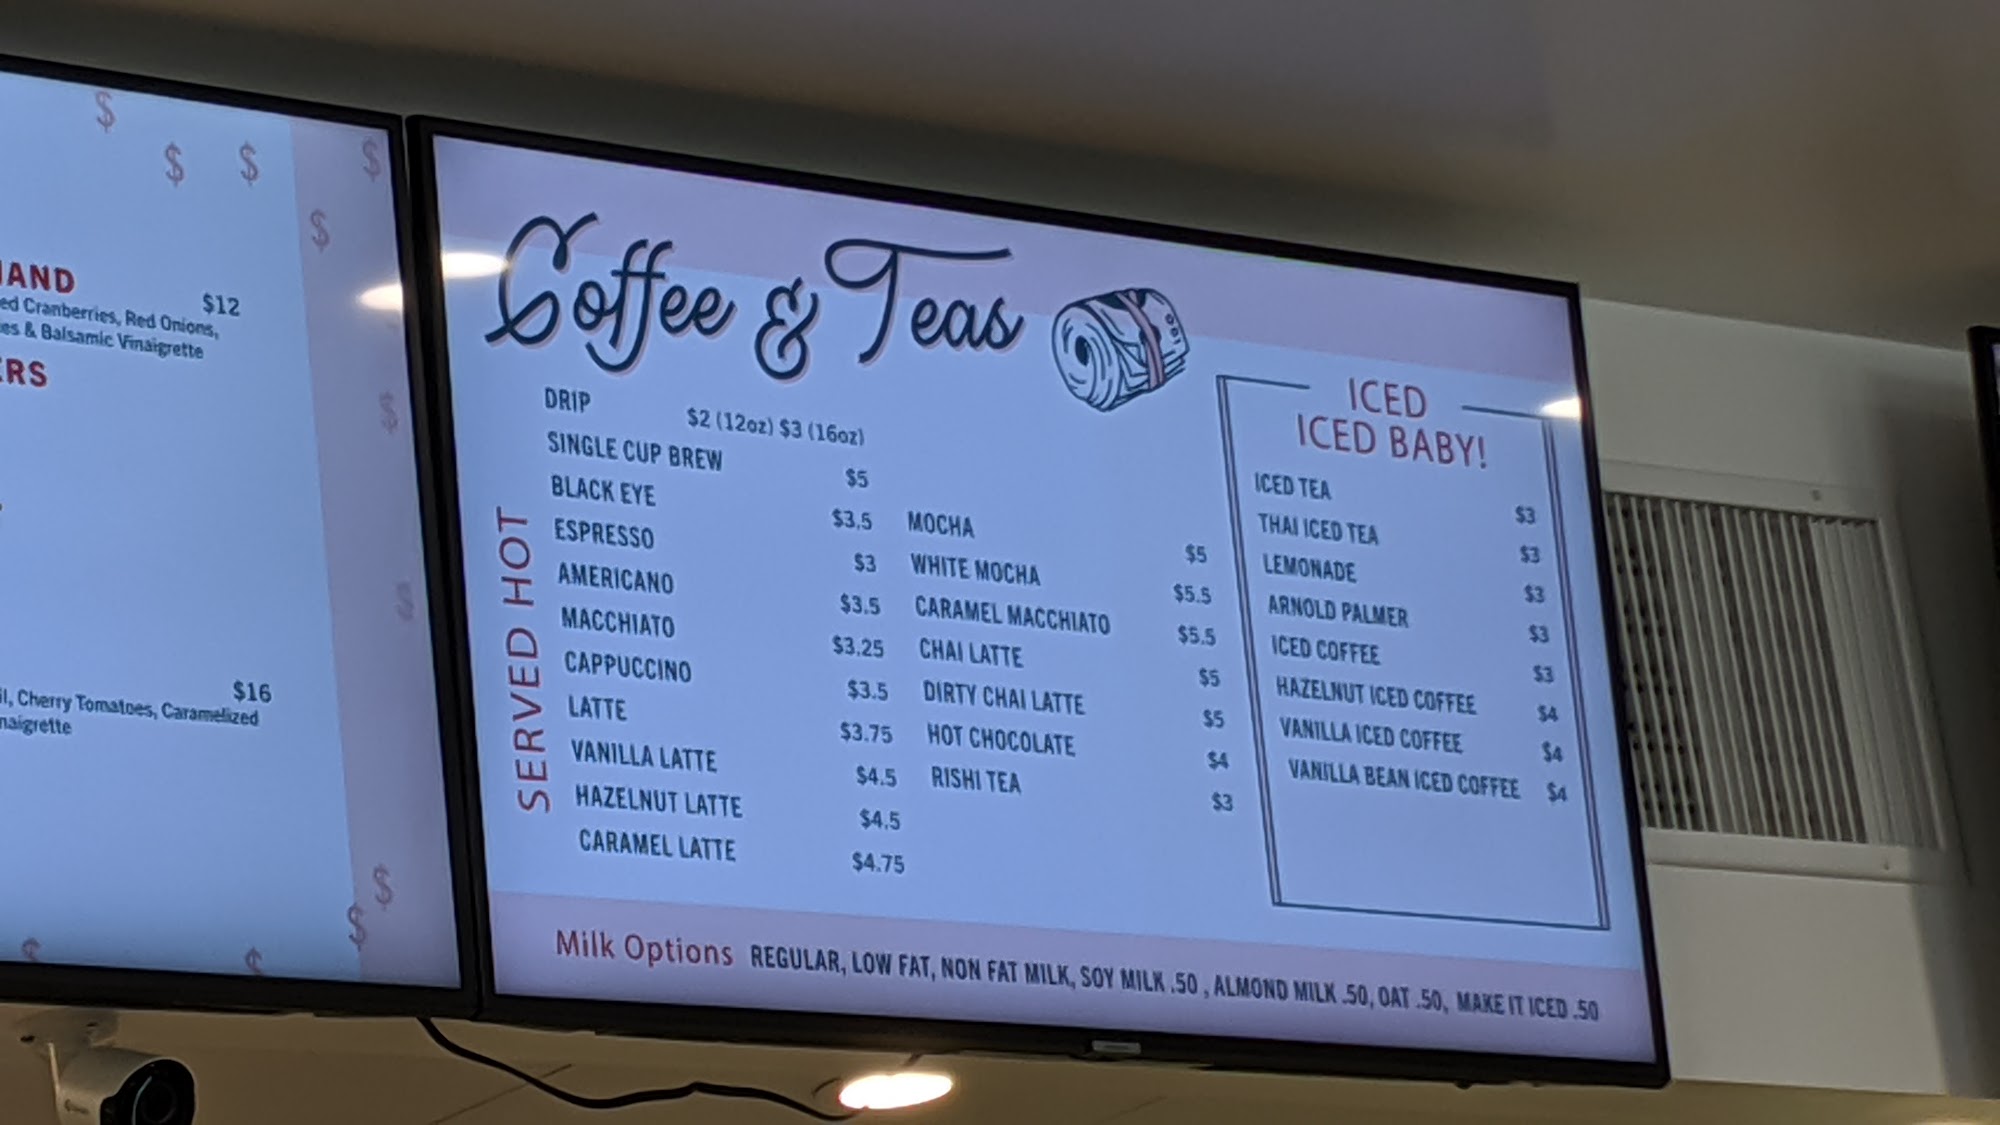 $12
Cranberries, Red Onions,
& Balsamic Vinaigrette
$16
Cherry Tomatoes, Caramelized
Coffee & Teas
SERVED HOT
DRIP $2 (12oz) $3 (16oz)
SINGLE CUP BREW $5
BLACK EYE $3.5
ESPRESSO $3
AMERICANO $3.5
MACCHIATO $3.25
CAPPUCCINO $3.5
LATTE $3.75
VANILLA LATTE $4.5
HAZELNUT LATTE $4.5
CARAMEL LATTE $4.75
MOCHA $5
WHITE MOCHA $5.5
CARAMEL MACCHIATO $5.5
CHAI LATTE $5
DIRTY CHAI LATTE $5
HOT CHOCOLATE $4
RISHI TEA $3
ICED
ICED BABY!
ICED TEA $3
THAI ICED TEA $3
LEMONADE $3
ARNOLD PALMER $3
ICED COFFEE $3
HAZELNUT ICED COFFEE $4
VANILLA ICED COFFEE $4
VANILLA BEAN ICED COFFEE $4
Milk Options REGULAR, LOW FAT, NON FAT MILK, SOY MILK .50 , ALMOND MILK .50, OAT .50, MAKE IT ICED .50